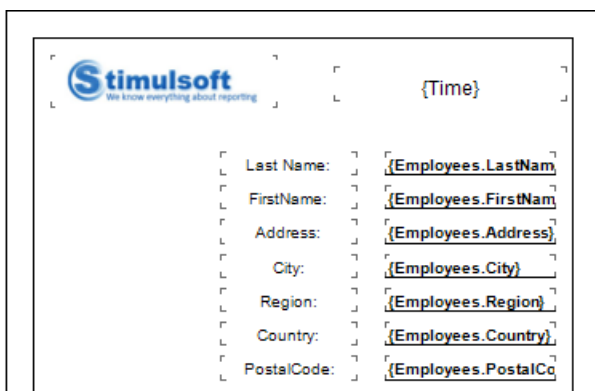 Stimulsoft
We know everything about reporting
{Time}
Last Name: {Employees.LastNam
FirstName: {Employees.FirstNam
Address: {Employees.Address}
City: {Employees.City}
Region: {Employees.Region}
Country: {Employees.Country}
PostalCode: {Employees.PostalCo